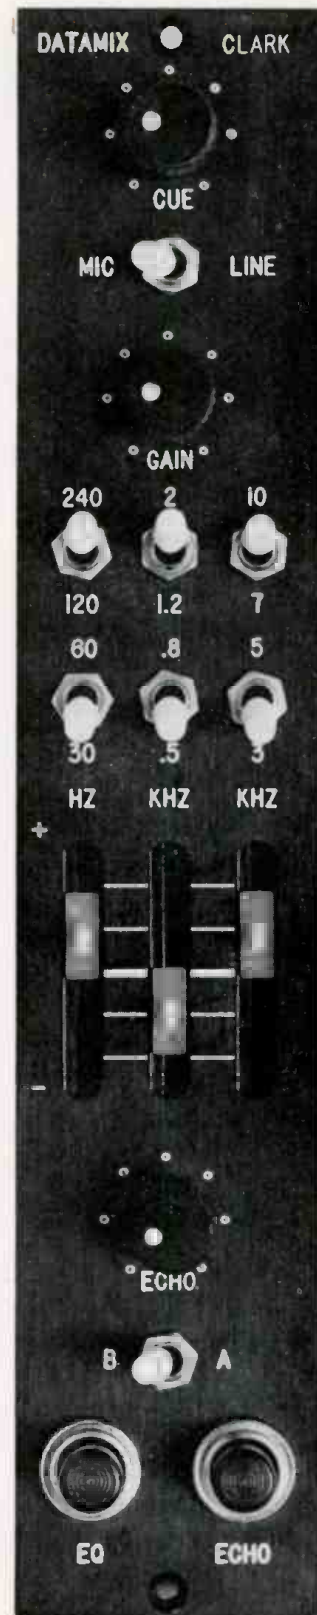 DATAMIX CLARK
CUE
MIC LINE
GAIN
240 2 10
120 1.2 7
60 .8 5
30 .5 3
HZ KHZ KHZ
+
-
ECHO
B A
EQ ECHO